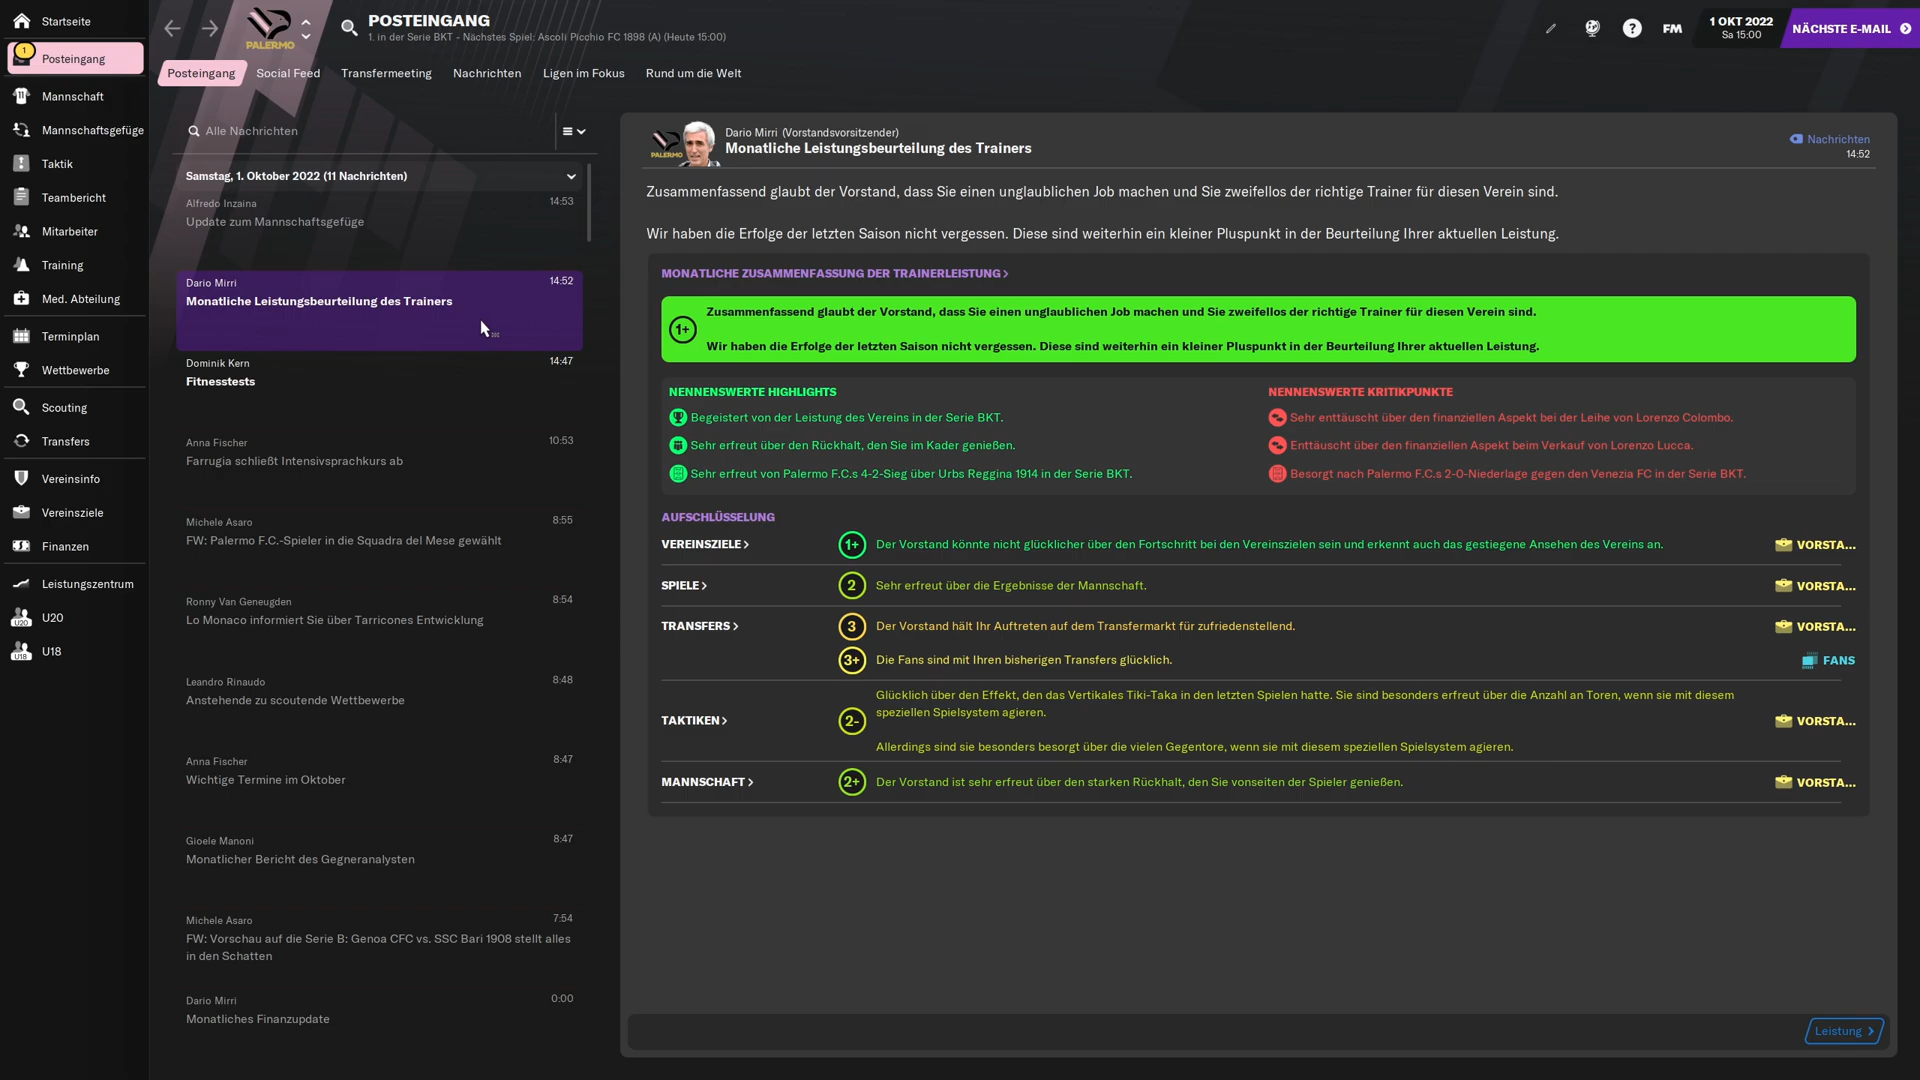 Startseite
1
Posteingang
Mannschaft
Mannschaftsgefüge
Taktik
Teambericht
Mitarbeiter
Training
Med. Abteilung
Terminplan
Wettbewerbe
Scouting
Transfers
Vereinsinfo
Vereinsziele
Finanzen
Leistungszentrum
U20
U20
U18
U18
PALERMO
POSTEINGANG
1. in der Serie BKT - Nächstes Spiel: Ascoli Picchio FC 1898 (A) (Heute 15:00)
FM
1 OKT 2022
Sa 15:00
NÄCHSTE E-MAIL
Posteingang
Social Feed
Transfermeeting
Nachrichten
Ligen im Fokus
Rund um die Welt
Alle Nachrichten
Samstag, 1. Oktober 2022 (11 Nachrichten)
Alfredo Inzaina 14:53
Update zum Mannschaftsgefüge
Dario Mirri 14:52
Monatliche Leistungsbeurteilung des Trainers
Dominik Kern 14:47
Fitnesstests
Anna Fischer 10:53
Farrugia schließt Intensivsprachkurs ab
Michele Asaro 8:55
FW: Palermo F.C.-Spieler in die Squadra del Mese gewählt
Ronny Van Geneugden 8:54
Lo Monaco informiert Sie über Tarricones Entwicklung
Leandro Rinaudo 8:48
Anstehende zu scoutende Wettbewerbe
Anna Fischer 8:47
Wichtige Termine im Oktober
Gioele Manoni 8:47
Monatlicher Bericht des Gegneranalysten
Michele Asaro 7:54
FW: Vorschau auf die Serie B: Genoa CFC vs. SSC Bari 1908 stellt alles
in den Schatten
Dario Mirri 0:00
Monatliches Finanzupdate
PALERMO
Dario Mirri (Vorstandsvorsitzender)
Monatliche Leistungsbeurteilung des Trainers
Nachrichten
14:52
Zusammenfassend glaubt der Vorstand, dass Sie einen unglaublichen Job machen und Sie zweifellos der richtige Trainer für diesen Verein sind.
Wir haben die Erfolge der letzten Saison nicht vergessen. Diese sind weiterhin ein kleiner Pluspunkt in der Beurteilung Ihrer aktuellen Leistung.
MONATLICHE ZUSAMMENFASSUNG DER TRAINERLEISTUNG >
1+
Zusammenfassend glaubt der Vorstand, dass Sie einen unglaublichen Job machen und Sie zweifellos der richtige Trainer für diesen Verein sind.
Wir haben die Erfolge der letzten Saison nicht vergessen. Diese sind weiterhin ein kleiner Pluspunkt in der Beurteilung Ihrer aktuellen Leistung.
NENNENSWERTE HIGHLIGHTS
Begeistert von der Leistung des Vereins in der Serie BKT.
Sehr erfreut über den Rückhalt, den Sie im Kader genießen.
Sehr erfreut von Palermo F.C.s 4-2-Sieg über Urbs Reggina 1914 in der Serie BKT.
NENNENSWERTE KRITIKPUNKTE
Sehr enttäuscht über den finanziellen Aspekt bei der Leihe von Lorenzo Colombo.
Enttäuscht über den finanziellen Aspekt beim Verkauf von Lorenzo Lucca.
Besorgt nach Palermo F.C.s 2-0-Niederlage gegen den Venezia FC in der Serie BKT.
AUFSCHLÜSSELUNG
VEREINSZIELE > 1+ Der Vorstand könnte nicht glücklicher über den Fortschritt bei den Vereinszielen sein und erkennt auch das gestiegene Ansehen des Vereins an. VORSTA...
SPIELE > 2 Sehr erfreut über die Ergebnisse der Mannschaft. VORSTA...
TRANSFERS > 3 Der Vorstand hält Ihr Auftreten auf dem Transfermarkt für zufriedenstellend. VORSTA...
3+ Die Fans sind mit Ihren bisherigen Transfers glücklich. FANS
Glücklich über den Effekt, den das Vertikales Tiki-Taka in den letzten Spielen hatte. Sie sind besonders erfreut über die Anzahl an Toren, wenn sie mit diesem
speziellen Spielsystem agieren.
TAKTIKEN > 2- VORSTA...
Allerdings sind sie besonders besorgt über die vielen Gegentore, wenn sie mit diesem speziellen Spielsystem agieren.
MANNSCHAFT > 2+ Der Vorstand ist sehr erfreut über den starken Rückhalt, den Sie vonseiten der Spieler genießen. VORSTA...
Leistung >